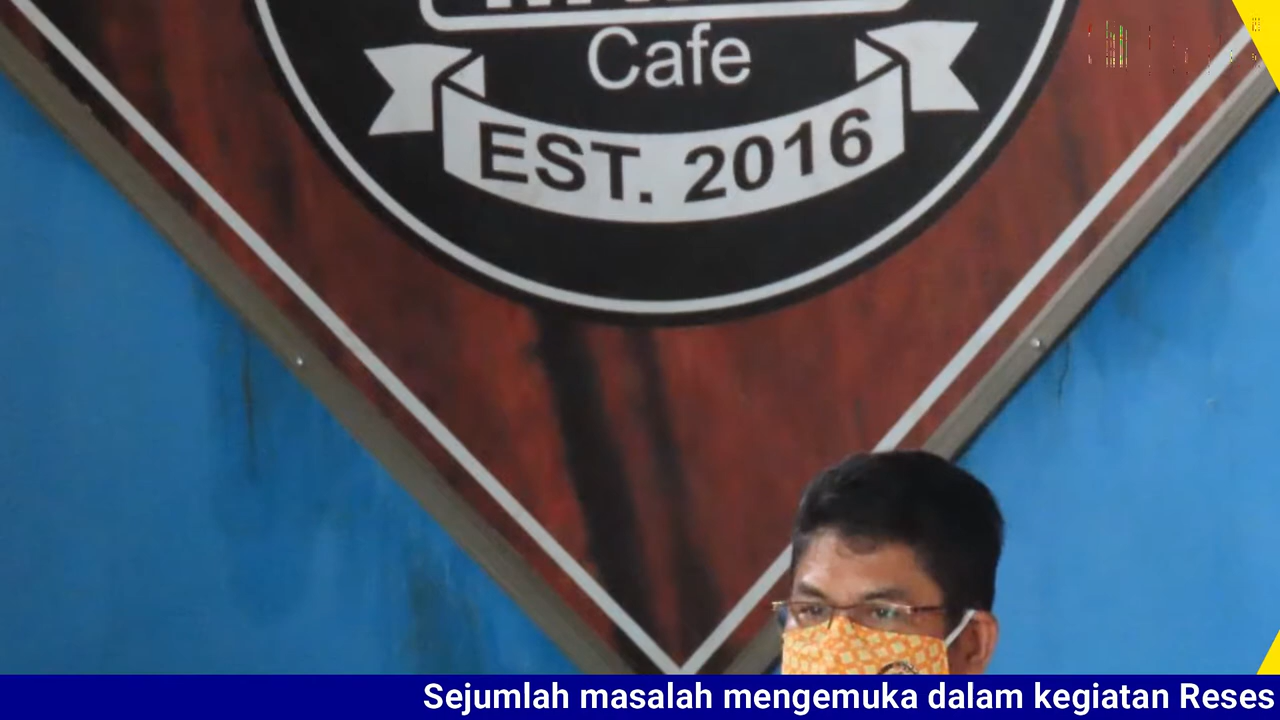 Cafe
EST. 2016
Sejumlah masalah mengemuka dalam kegiatan Reses